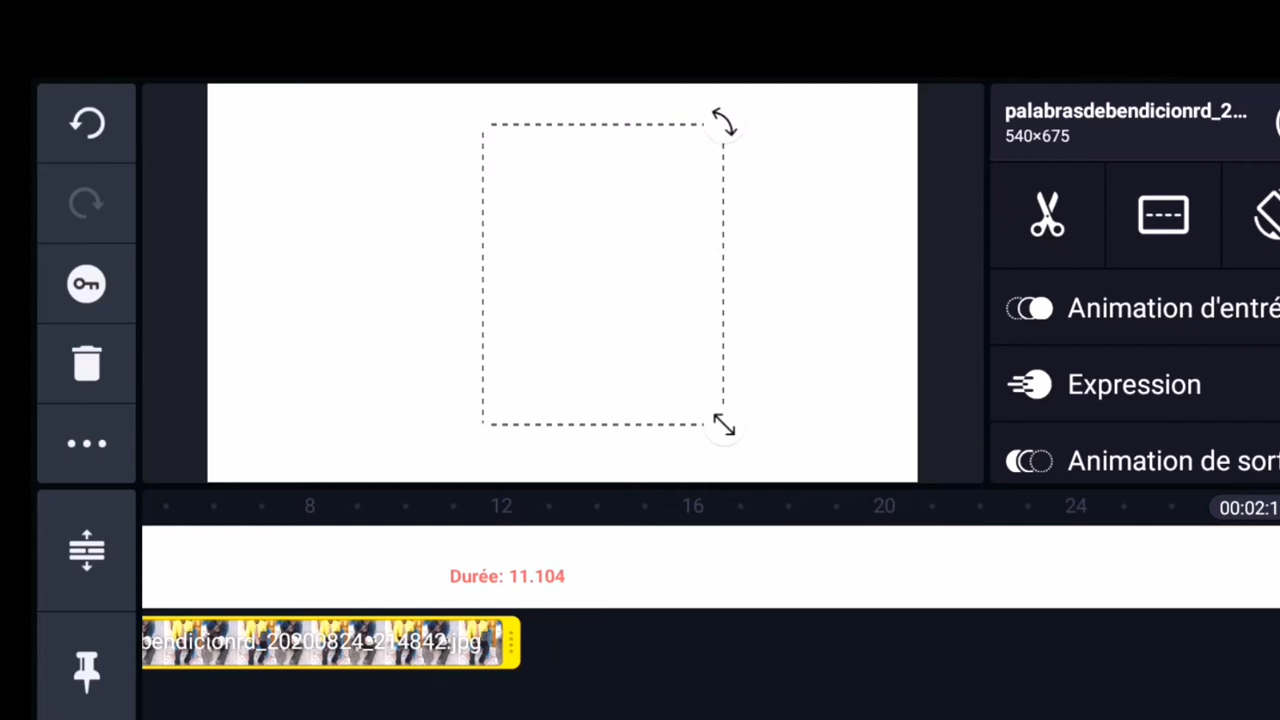 palabrasdebendicionrd_2...
540×675
Animation d'entré
Expression
Animation de sort
8
12
16
20
24
00:02:1
Durée: 11.104
bendicionrd_20200824_214842.jpg